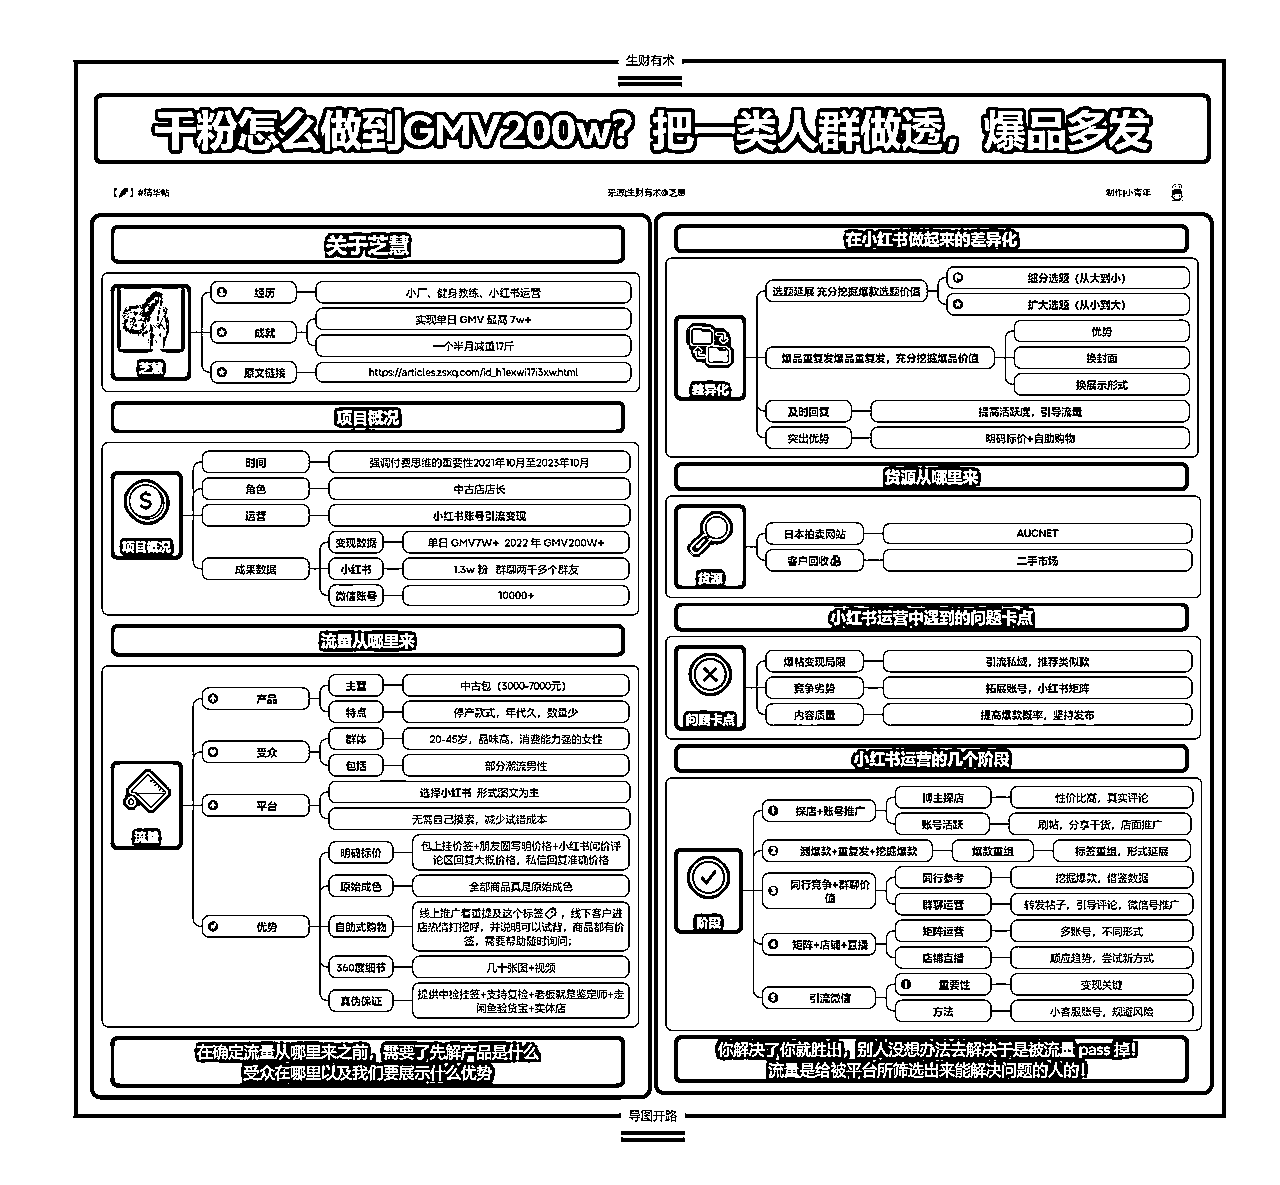 生财有术
干粉怎么做到GMV200w？把一类人群做透，爆品多发
【】#精华帖
来源|生财有术@芝慧
制作|小青年
关于芝慧
芝慧
经历
小厂、健身教练、小红书运营
成就
实现单日 GMV 最高 7w+
一个半月减重17斤
原文链接
https://articles.zsxq.com/id_h1exwi17i3xw.html
项目概况
项目概况
时间
强调付费思维的重要性2021年10月至2023年10月
角色
中古店店长
运营
小红书账号引流变现
成果数据
变现数据
单日 GMV7W+ 2022 年 GMV200W+
小红书
1.3w 粉 群聊两千多个群友
微信账号
10000+
流量从哪里来
流量
产品
主营
中古包（3000-7000元）
特点
停产款式，年代久，数量少
受众
群体
20-45岁，品味高，消费能力强的女性
包括
部分潮流男性
平台
选择小红书 形式图文为主
无需自己摸索，减少试错成本
优势
明码标价
包上挂价签+朋友圈写明价格+小红书问价评
论区回复大概价格，私信回复准确价格
原始成色
全部商品真是原始成色
自助式购物
线上推广着重提及这个标签，线下客户进
店热情打招呼，并说明可以试背，商品都有价
签，需要帮助随时询问；
360度细节
几十张图+视频
真伪保证
提供中检挂签+支持复检+老板就是鉴定师+走
闲鱼验货宝+实体店
在确定流量从哪里来之前，需要了先解产品是什么
受众在哪里以及我们要展示什么优势
在小红书做起来的差异化
差异化
选题延展 充分挖掘爆款选题价值
细分选题（从大到小）
扩大选题（从小到大）
爆品重复发爆品重复发，充分挖掘爆品价值
优势
换封面
换展示形式
及时回复
提高活跃度，引导流量
突出优势
明码标价+自助购物
货源从哪里来
货源
日本拍卖网站
AUCNET
客户回收
二手市场
小红书运营中遇到的问题卡点
问题卡点
爆帖变现局限
引流私域，推荐类似款
竞争劣势
拓展账号，小红书矩阵
内容质量
提高爆款概率，坚持发布
小红书运营的几个阶段
阶段
探店+账号推广
博主探店
性价比高，真实评论
账号活跃
刷帖，分享干货，店面推广
测爆款+重复发+挖掘爆款
爆款重组
标签重组，形式延展
同行竞争+群聊价
值
同行参考
挖掘爆款，借鉴数据
群聊运营
转发帖子，引导评论，微信号推广
矩阵+店铺+直播
矩阵运营
多账号，不同形式
店铺直播
顺应趋势，尝试新方式
引流微信
重要性
变现关键
方法
小客服账号，规避风险
你解决了你就胜出，别人没想办法去解决于是被流量 pass 掉！
流量是给被平台所筛选出来能解决问题的人的！
导图开路